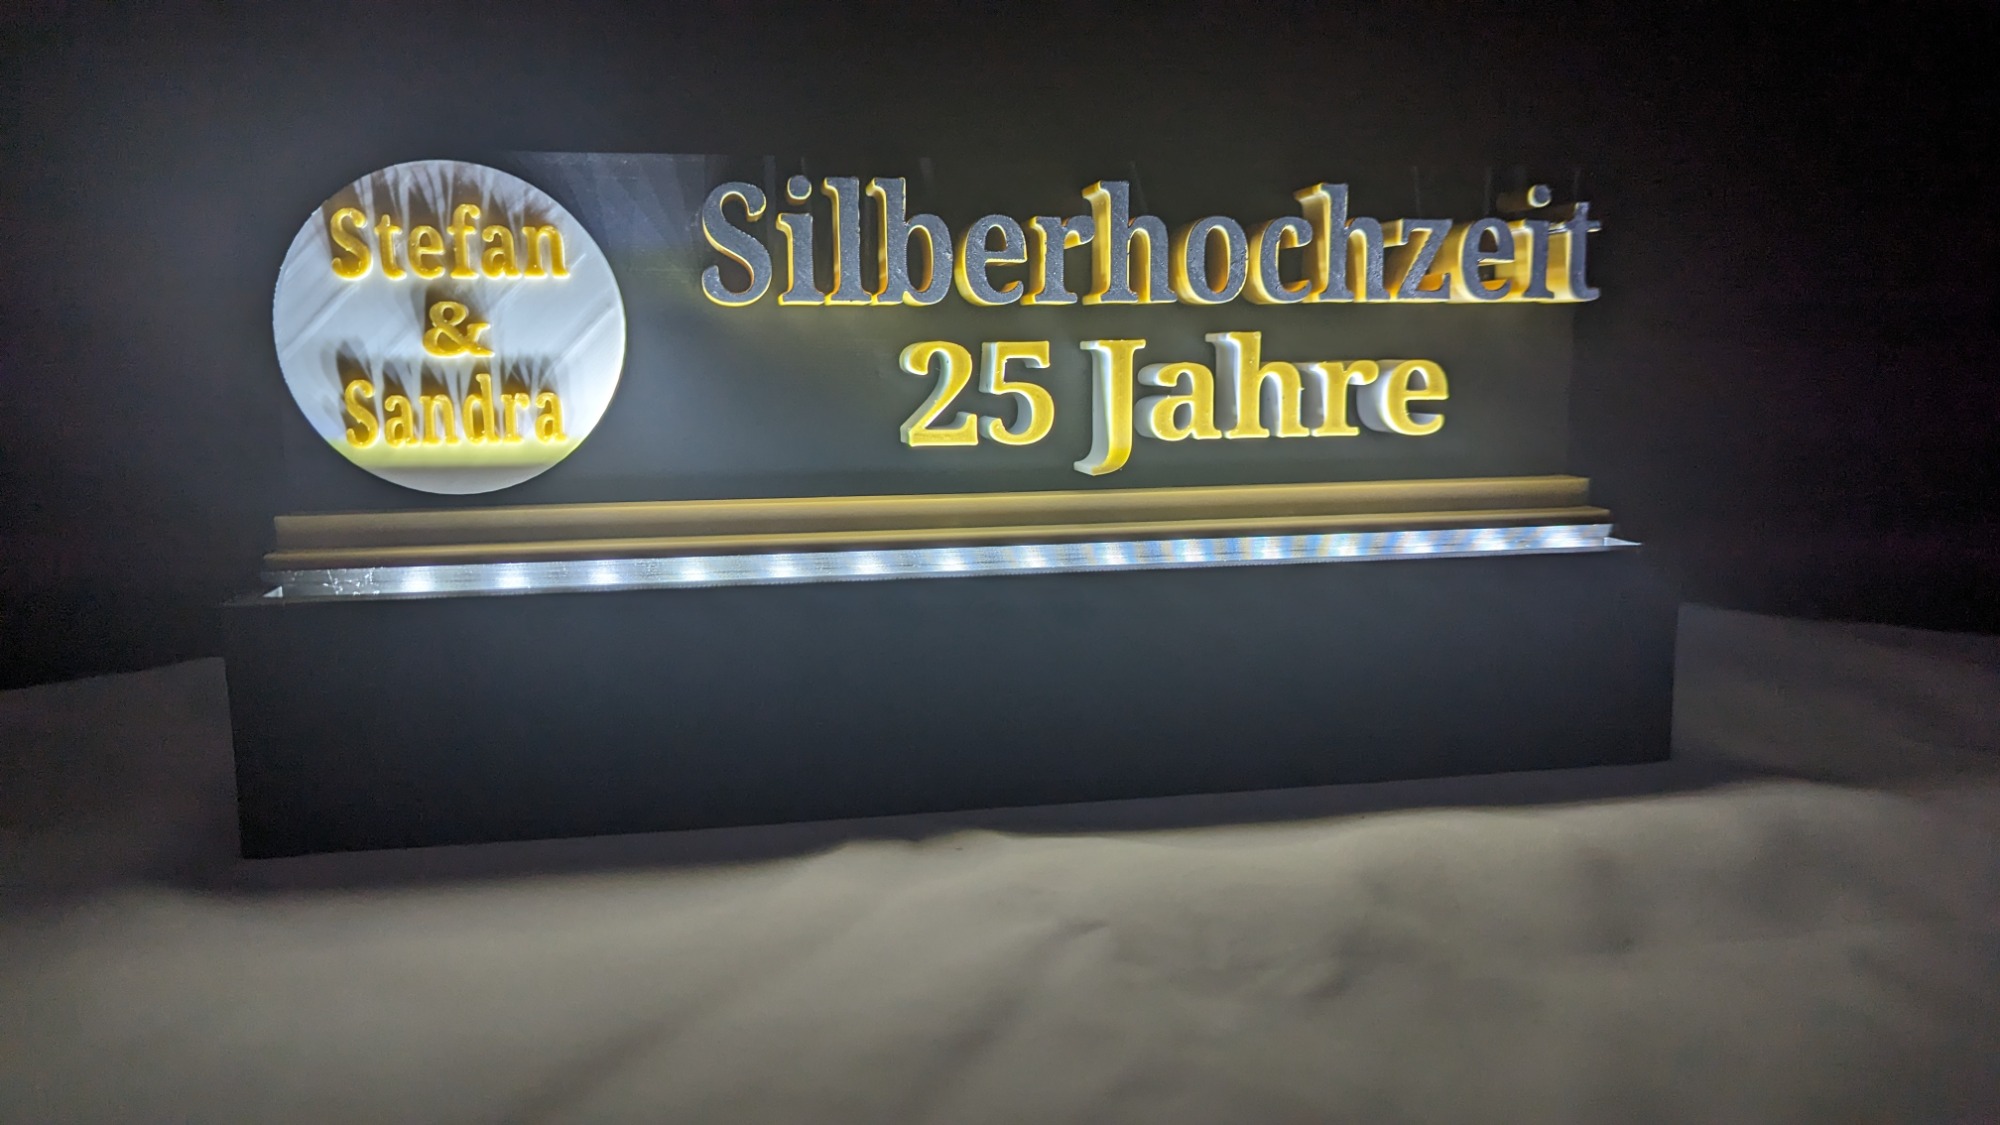 Stefan
&
Sandra
Silberhochzeit
25 Jahre